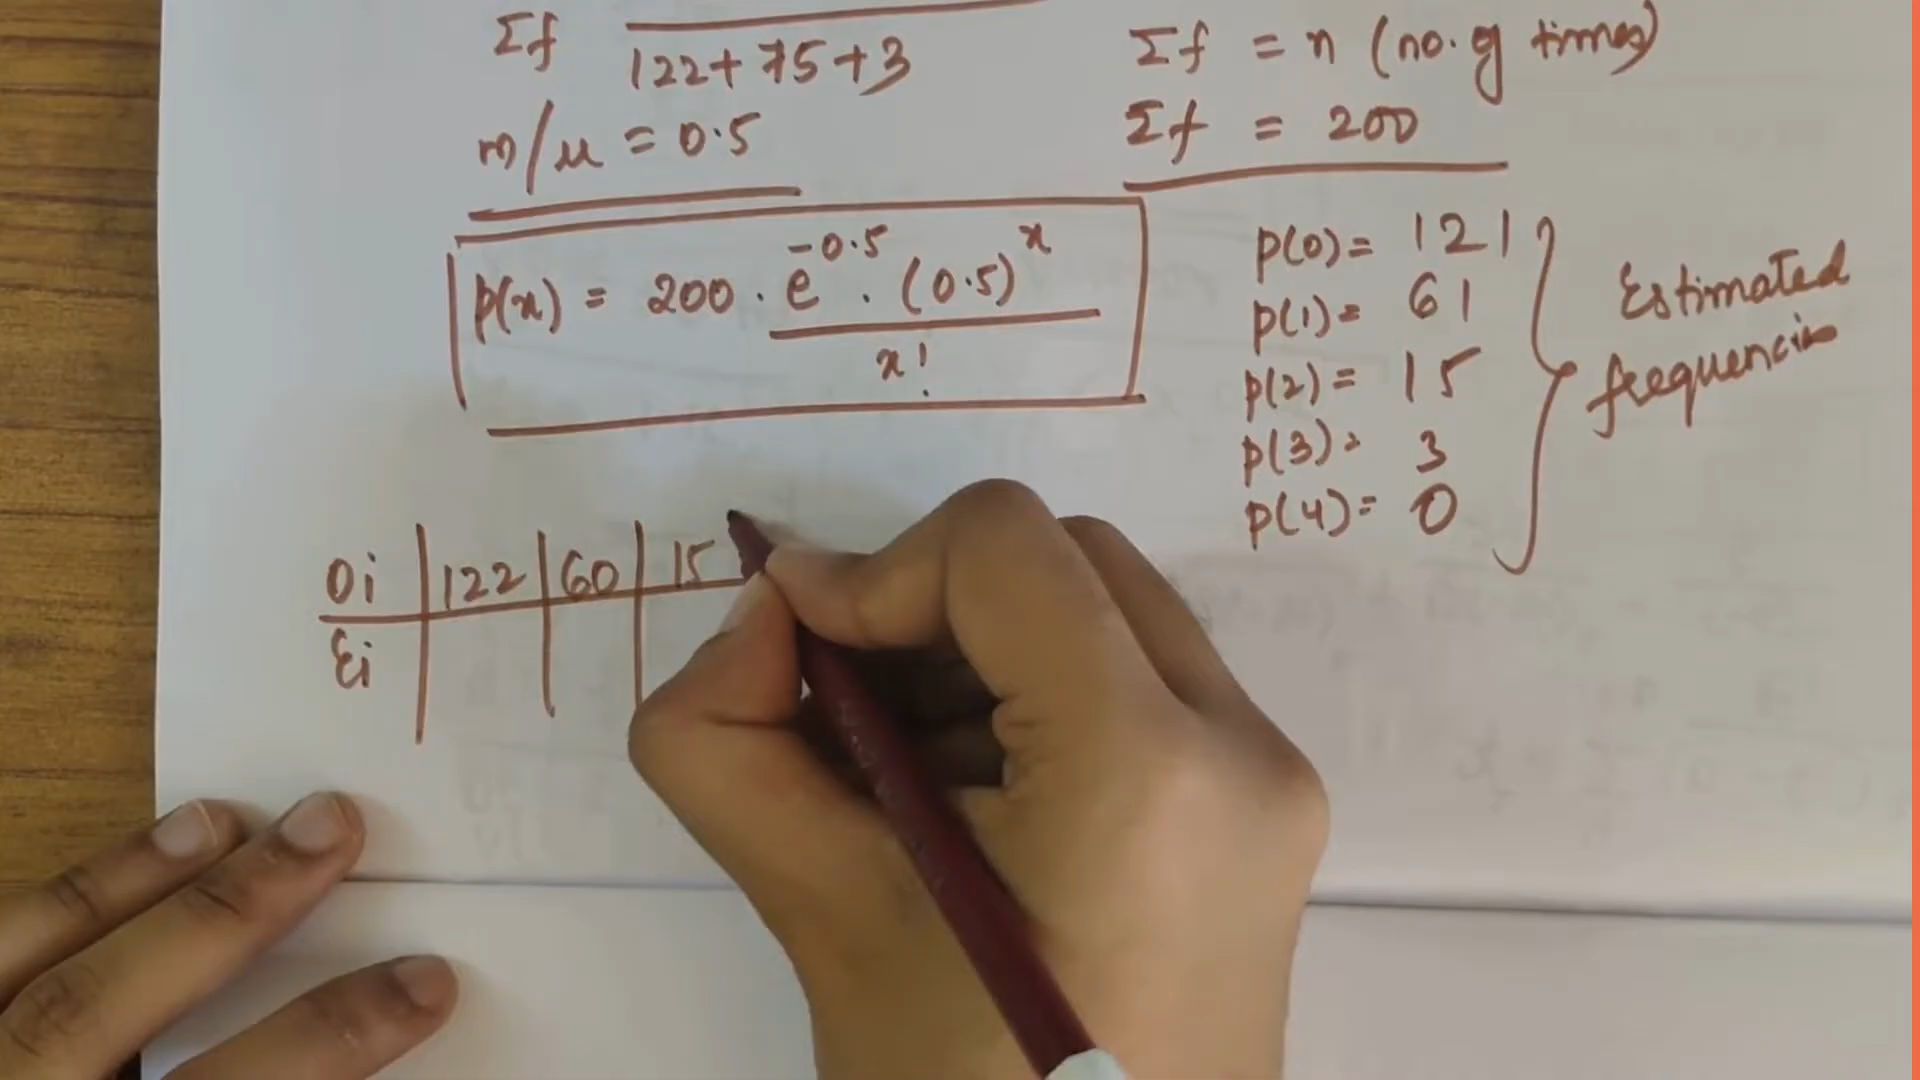 Σf
122+75+3
m/μ = 0.5
Σf = n (no. of times)
Σf = 200
p(x) = 200 . e^-0.5 . (0.5)^x
x!
p(0) = 121
p(1) = 61
p(2) = 15
p(3) = 3
p(4) = 0
Estimated
frequencies
Oi | 122 | 60 | 15
Ei